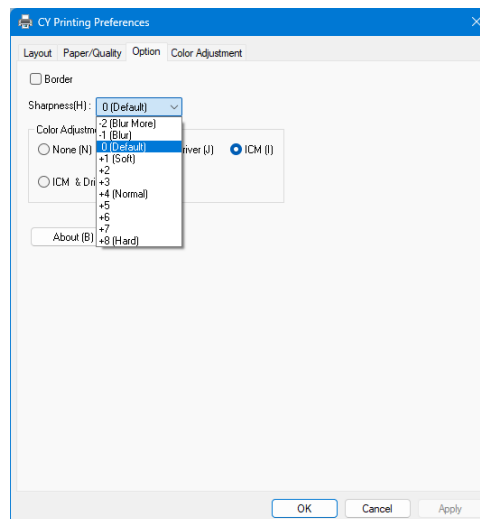 CY Printing Preferences
Layout Paper/Quality Option Color Adjustment
Border
Sharpness(H) : 0 (Default)
-2 (Blur More)
-1 (Blur)
0 (Default)
+1 (Soft)
+2
+3
+4 (Normal)
+5
+6
+7
+8 (Hard)
Color Adjustm
None (N) river (J) ICM (I)
ICM & Dri
About (B)
OK Cancel Apply